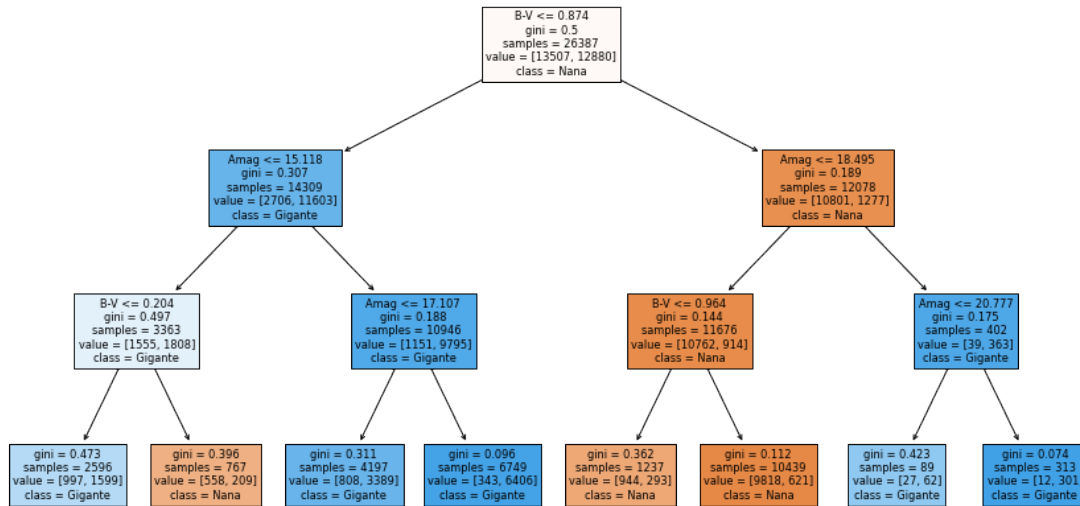 B-V <= 0.874
gini = 0.5
samples = 26387
value = [13507, 12880]
class = Nana
Amag <= 15.118
gini = 0.307
samples = 14309
value = [2706, 11603]
class = Gigante
Amag <= 18.495
gini = 0.189
samples = 12078
value = [10801, 1277]
class = Nana
B-V <= 0.204
gini = 0.497
samples = 3363
value = [1555, 1808]
class = Gigante
Amag <= 17.107
gini = 0.188
samples = 10946
value = [1151, 9795]
class = Gigante
B-V <= 0.964
gini = 0.144
samples = 11676
value = [10762, 914]
class = Nana
Amag <= 20.777
gini = 0.175
samples = 402
value = [39, 363]
class = Gigante
gini = 0.473
samples = 2596
value = [997, 1599]
class = Gigante
gini = 0.396
samples = 767
value = [558, 209]
class = Nana
gini = 0.311
samples = 4197
value = [808, 3389]
class = Gigante
gini = 0.096
samples = 6749
value = [343, 6406]
class = Gigante
gini = 0.362
samples = 1237
value = [944, 293]
class = Nana
gini = 0.112
samples = 10439
value = [9818, 621]
class = Nana
gini = 0.423
samples = 89
value = [27, 62]
class = Gigante
gini = 0.074
samples = 313
value = [12, 301]
class = Gigante